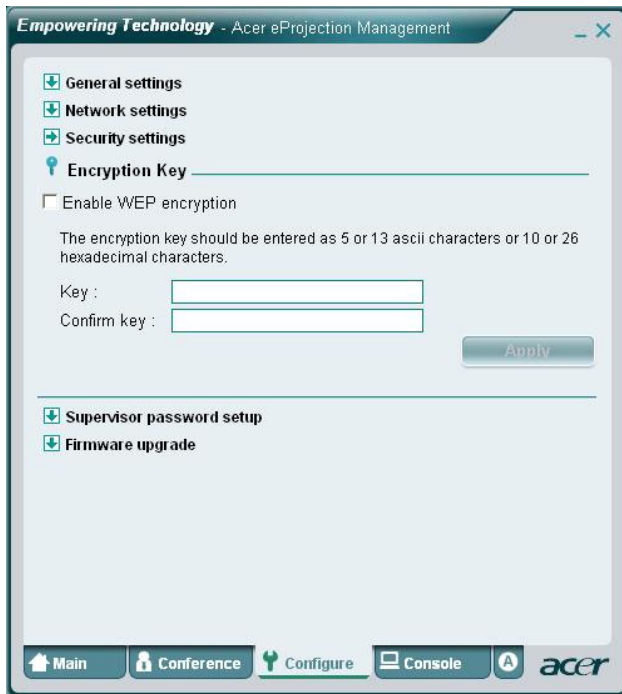 Empowering Technology - Acer eProjection Management
General settings
Network settings
Security settings
Encryption Key
Enable WEP encryption
The encryption key should be entered as 5 or 13 ascii characters or 10 or 26
hexadecimal characters.
Key :
Confirm key :
Apply
Supervisor password setup
Firmware upgrade
Main Conference Configure Console A acer